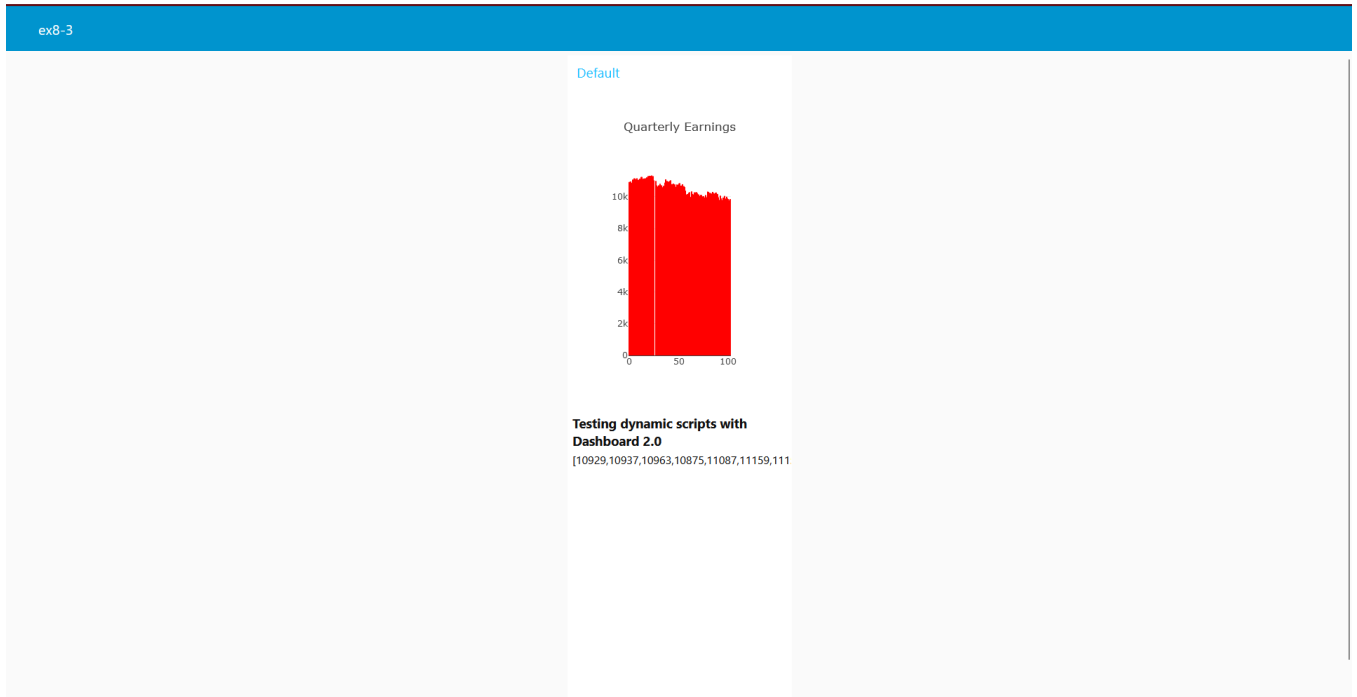 ex8-3
Default
Quarterly Earnings
10k
8k
6k
4k
2k
0
0
50
100
Testing dynamic scripts with
Dashboard 2.0
[10929,10937,10963,10875,11087,11159,111